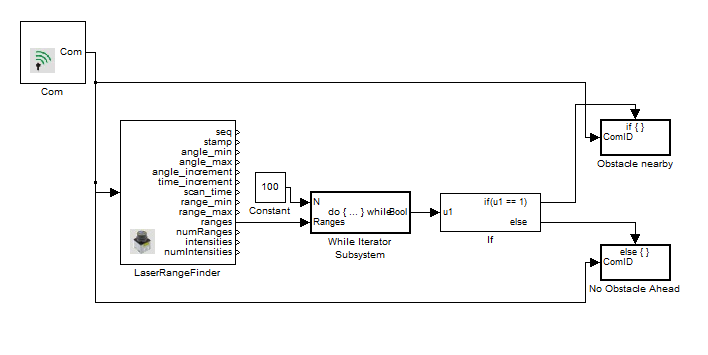 Com
Com
seq
stamp
angle_min
angle_max
angle_increment
time_increment
scan_time
range_min
range_max
ranges
numRanges
intensities
numIntensities
LaserRangeFinder
100
Constant
N
do { ... } while
Bool
Ranges
While Iterator
Subsystem
u1
if(u1 == 1)
else
If
if { }
ComID
Obstacle nearby
else { }
ComID
No Obstacle Ahead